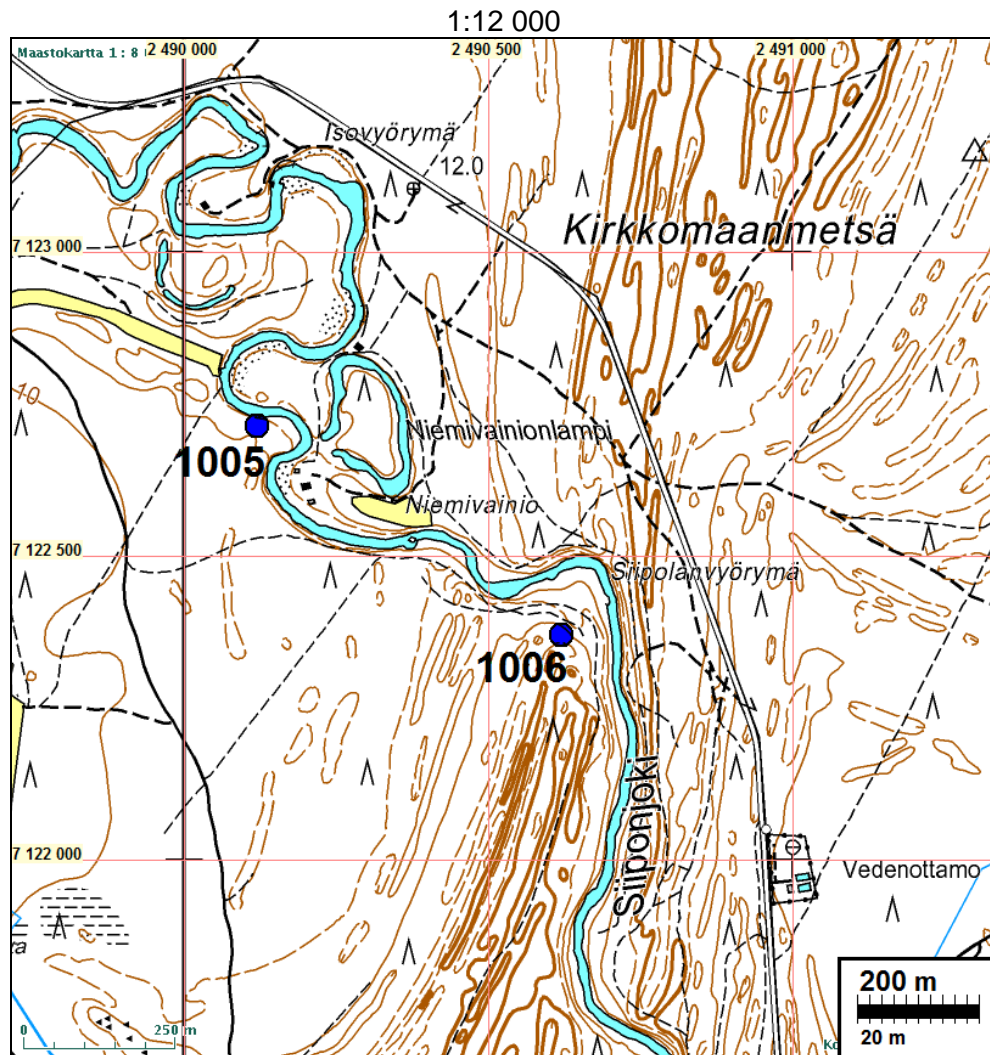 1:12 000
Maastokartta 1 : 8
2 490 000
2 490 500
2 491 000
Isovyörymä
12.0
Kirkkomaanmetsä
7 123 000
10
1005
Niemivainionlampi
Niemivainio
7 122 500
Siipolanvyörymä
1006
Siiponjoki
7 122 000
Vedenottamo
ra
200 m
20 m
0
250 m
Ko